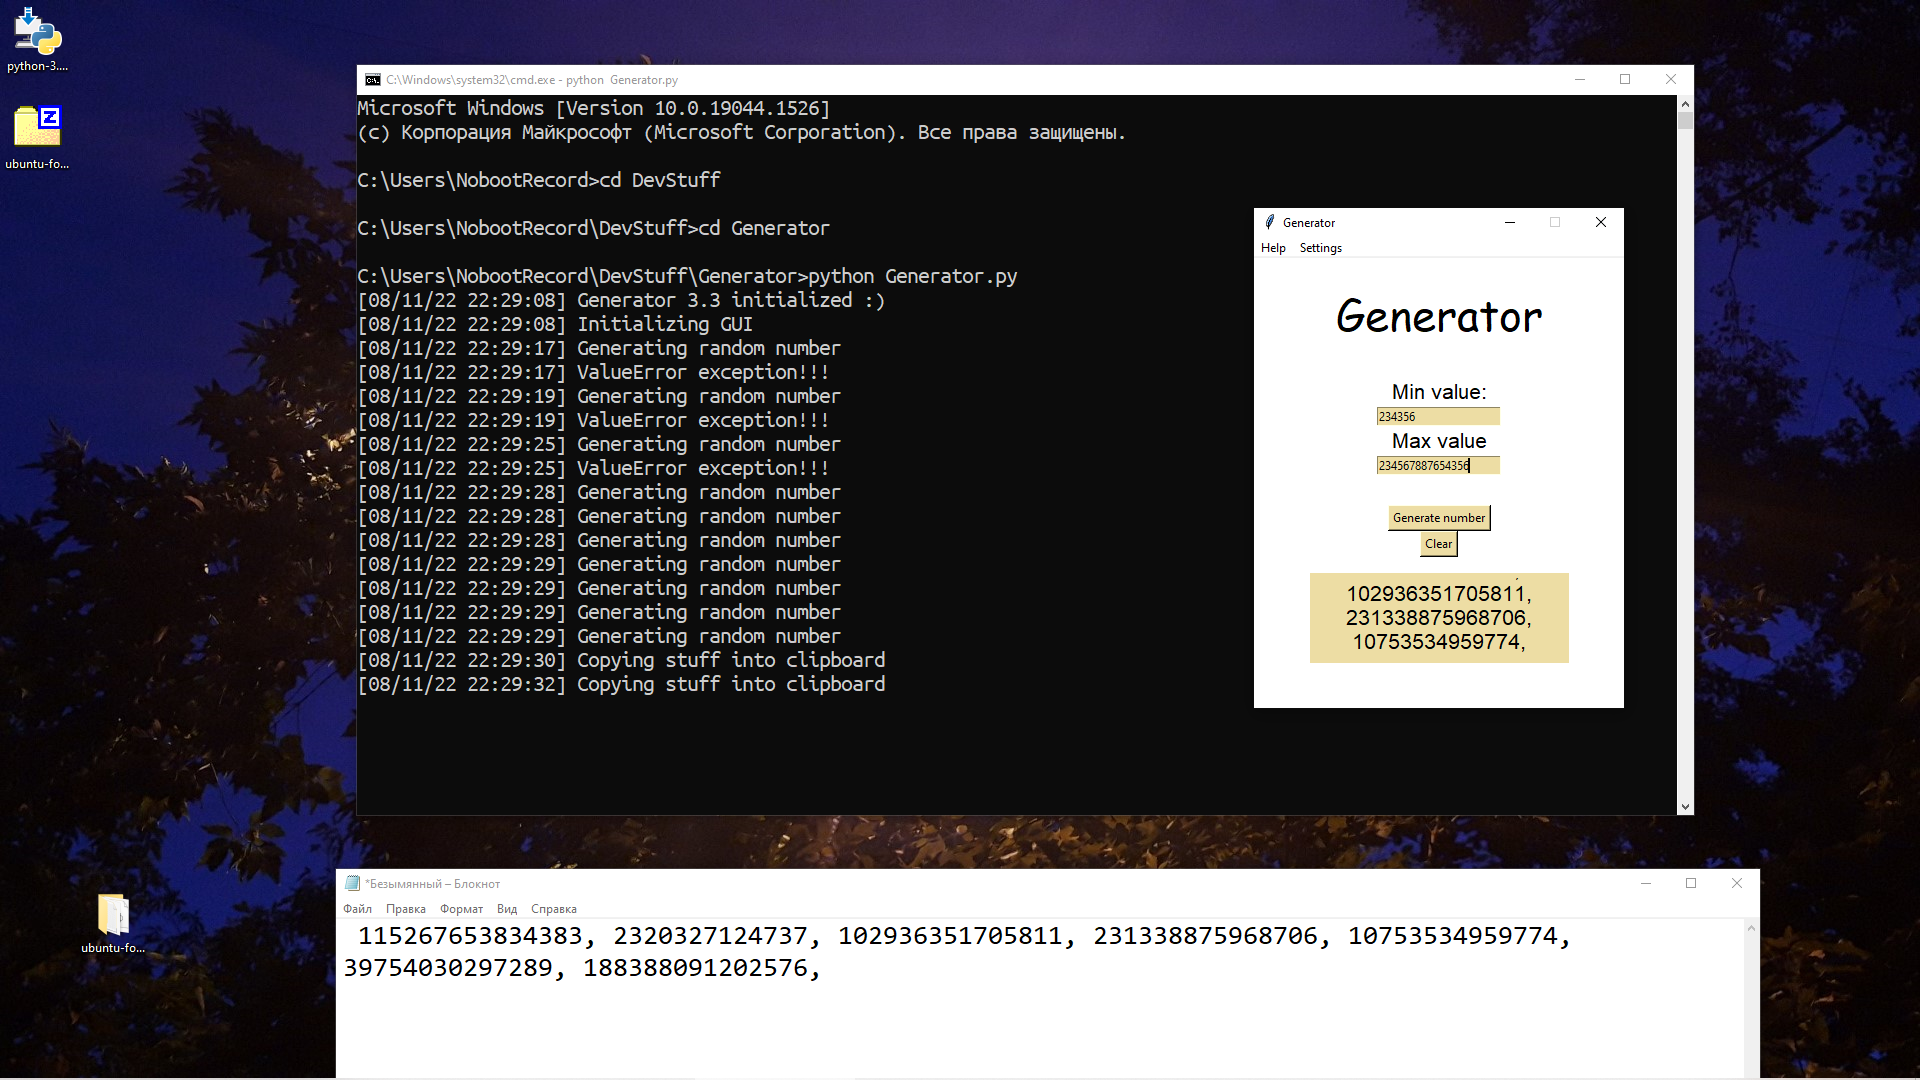 python-3....
ubuntu-fo...
C:\Windows\system32\cmd.exe - python  Generator.py
Microsoft Windows [Version 10.0.19044.1526]
(c) Корпорация Майкрософт (Microsoft Corporation). Все права защищены.
C:\Users\NobootRecord>cd DevStuff
C:\Users\NobootRecord\DevStuff>cd Generator
C:\Users\NobootRecord\DevStuff\Generator>python Generator.py
[08/11/22 22:29:08] Generator 3.3 initialized :)
[08/11/22 22:29:08] Initializing GUI
[08/11/22 22:29:17] Generating random number
[08/11/22 22:29:17] ValueError exception!!!
[08/11/22 22:29:19] Generating random number
[08/11/22 22:29:19] ValueError exception!!!
[08/11/22 22:29:25] Generating random number
[08/11/22 22:29:25] ValueError exception!!!
[08/11/22 22:29:28] Generating random number
[08/11/22 22:29:28] Generating random number
[08/11/22 22:29:28] Generating random number
[08/11/22 22:29:29] Generating random number
[08/11/22 22:29:29] Generating random number
[08/11/22 22:29:29] Generating random number
[08/11/22 22:29:29] Generating random number
[08/11/22 22:29:30] Copying stuff into clipboard
[08/11/22 22:29:32] Copying stuff into clipboard
Generator
Help Settings
Generator
Min value:
234356
Max value
234567887654356
Generate number
Clear
102936351705811,
231338875968706,
10753534959774,
ubuntu-fo...
*Безымянный – Блокнот
Файл Правка Формат Вид Справка
115267653834383, 2320327124737, 102936351705811, 231338875968706, 10753534959774,
39754030297289, 188388091202576,